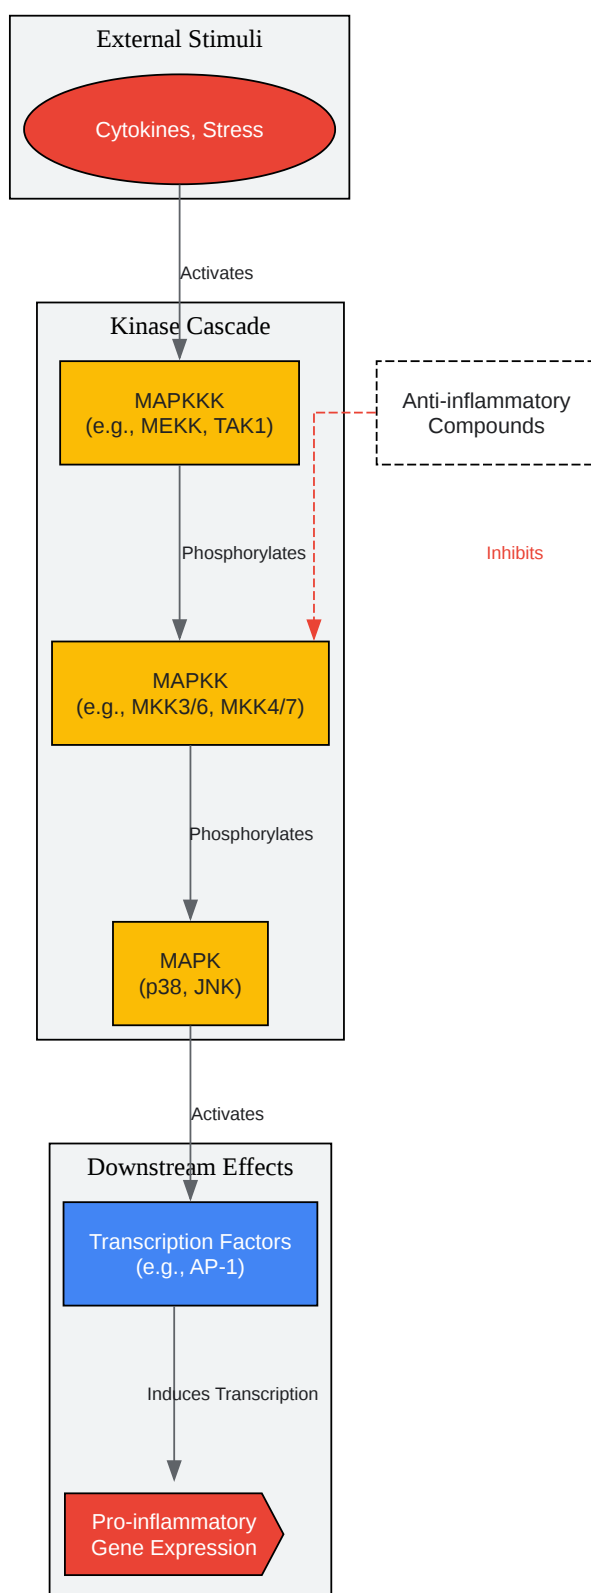 External Stimuli
Cytokines, Stress
Activates
Kinase Cascade
MAPKKK
(e.g., MEKK, TAK1)
Anti-inflammatory
Compounds
Phosphorylates
Inhibits
MAPKK
(e.g., MKK3/6, MKK4/7)
Phosphorylates
MAPK
(p38, JNK)
Activates
Downstream Effects
Transcription Factors
(e.g., AP-1)
Induces Transcription
Pro-inflammatory
Gene Expression